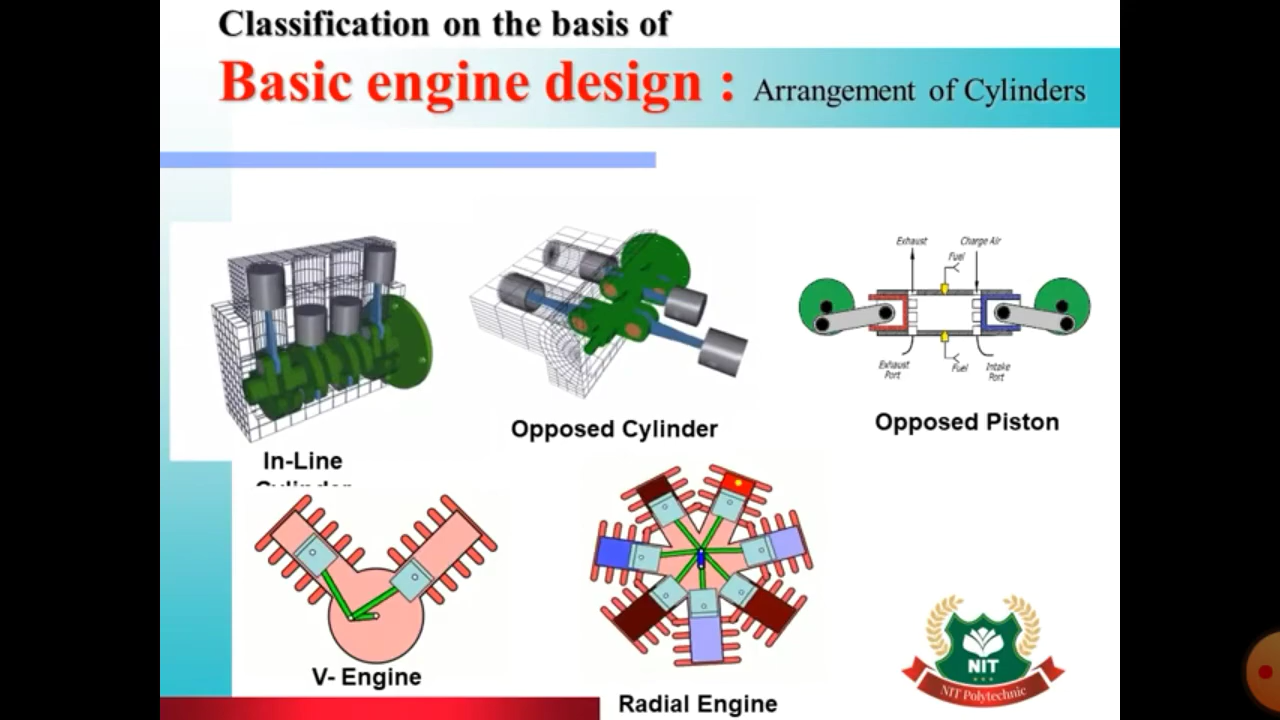 Classification on the basis of
Basic engine design : Arrangement of Cylinders
Exhaust
Charge Air
Fuel
Exhaust
Port
Fuel
Intake
Port
Opposed Cylinder
Opposed Piston
In-Line
V- Engine
Radial Engine
NIT
NIT Polytechnic